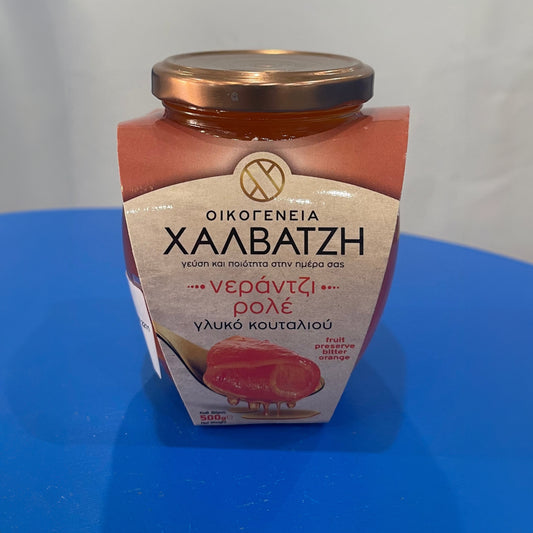 ΟΙΚΟΓΕΝΕΙΑ
ΧΑΛΒΑΤΖΗ
γεύση και ποιότητα στην ημέρα σας
νεράντζι
ρολέ
γλυκό κουταλιού
fruit
preserve
bitter
orange
500g